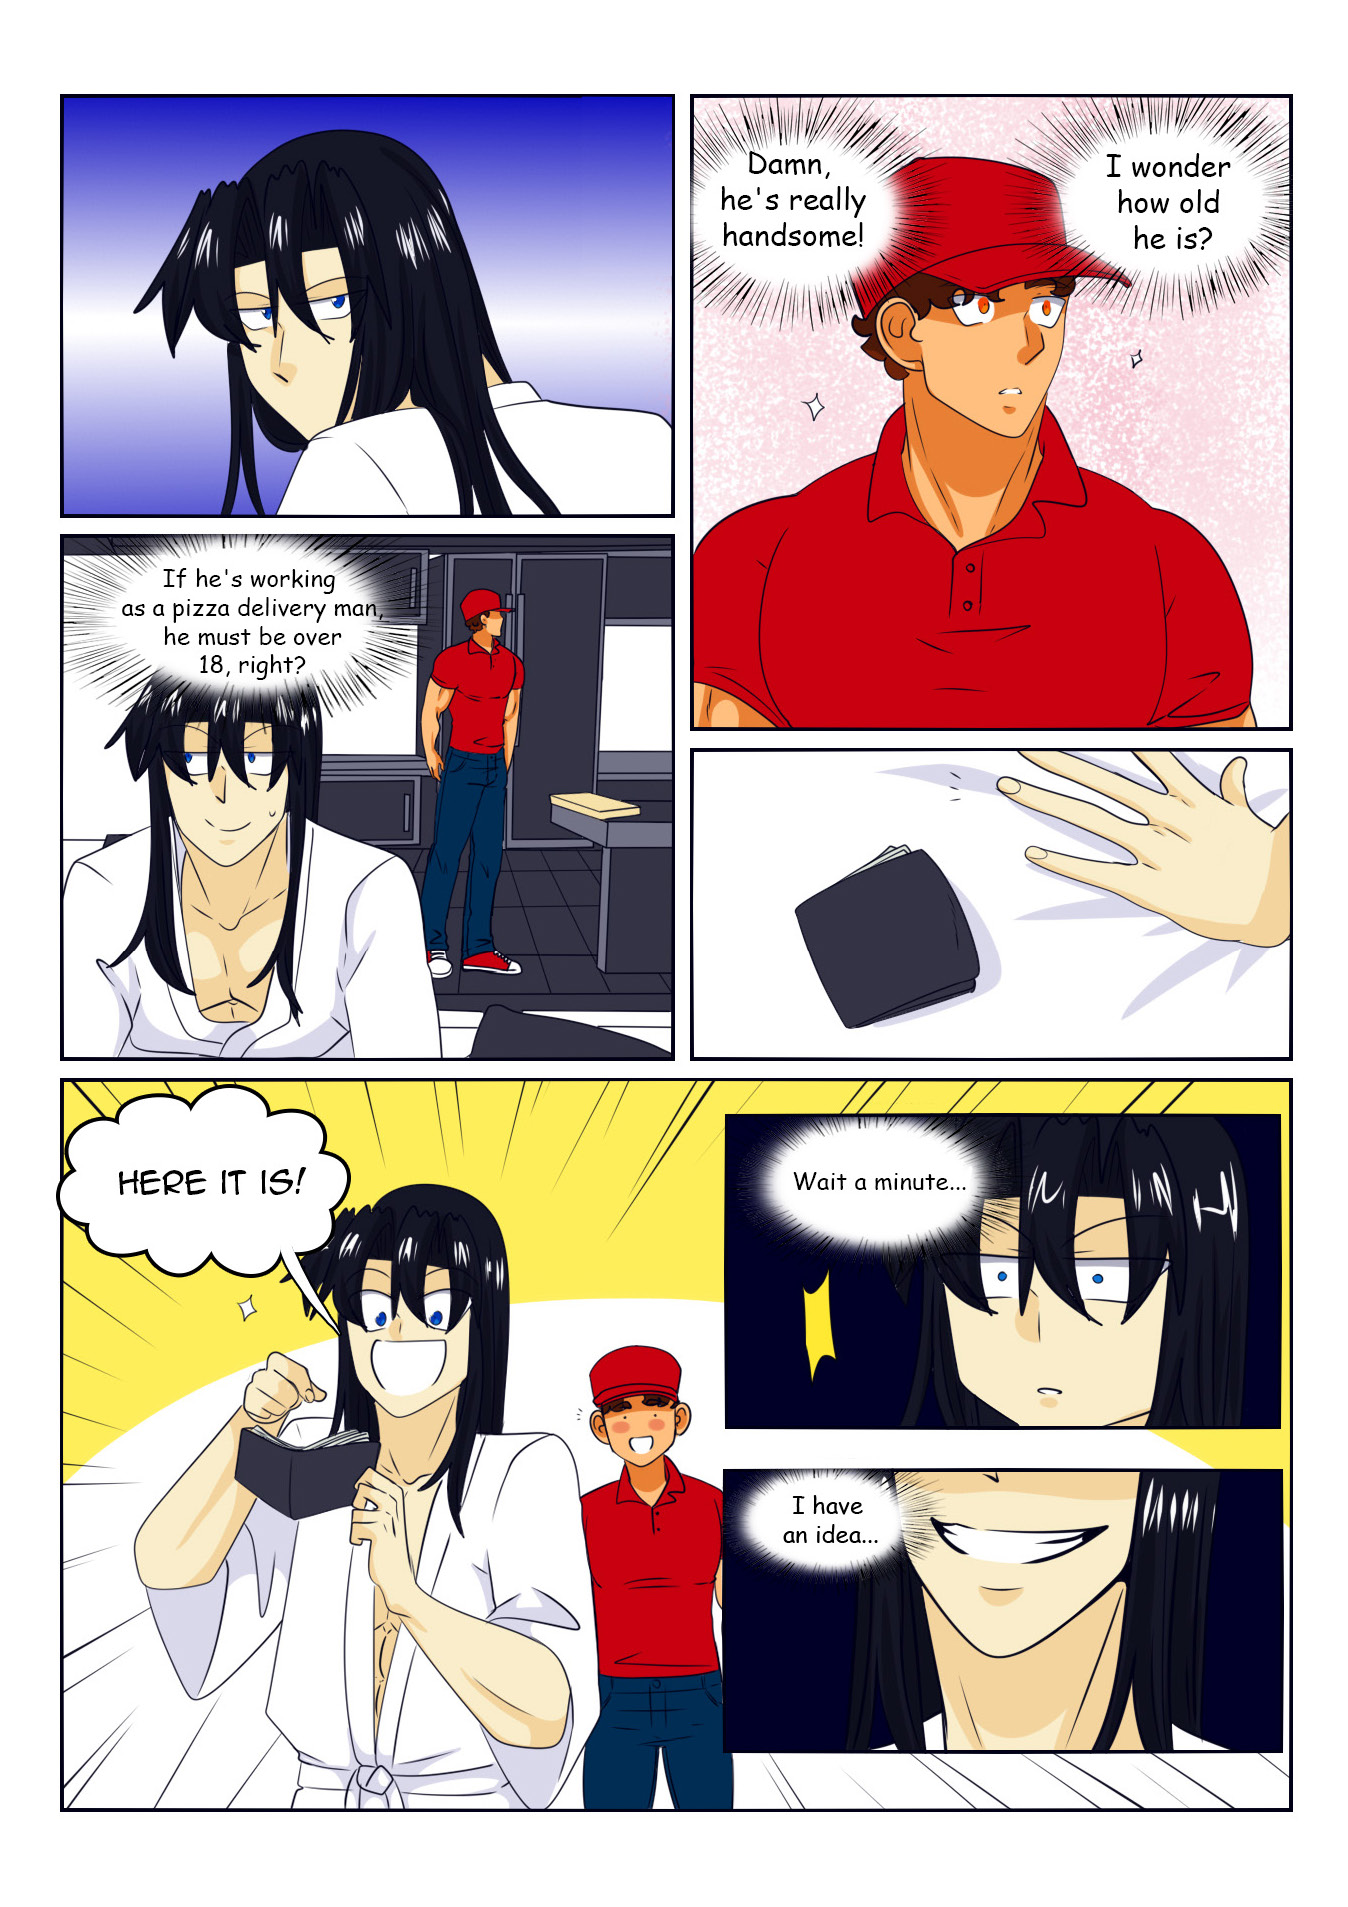 Damn,
he's really
handsome!
I wonder
how old
he is?
If he's working
as a pizza delivery man,
he must be over
18, right?
HERE IT IS!
Wait a minute...
I have
an idea...